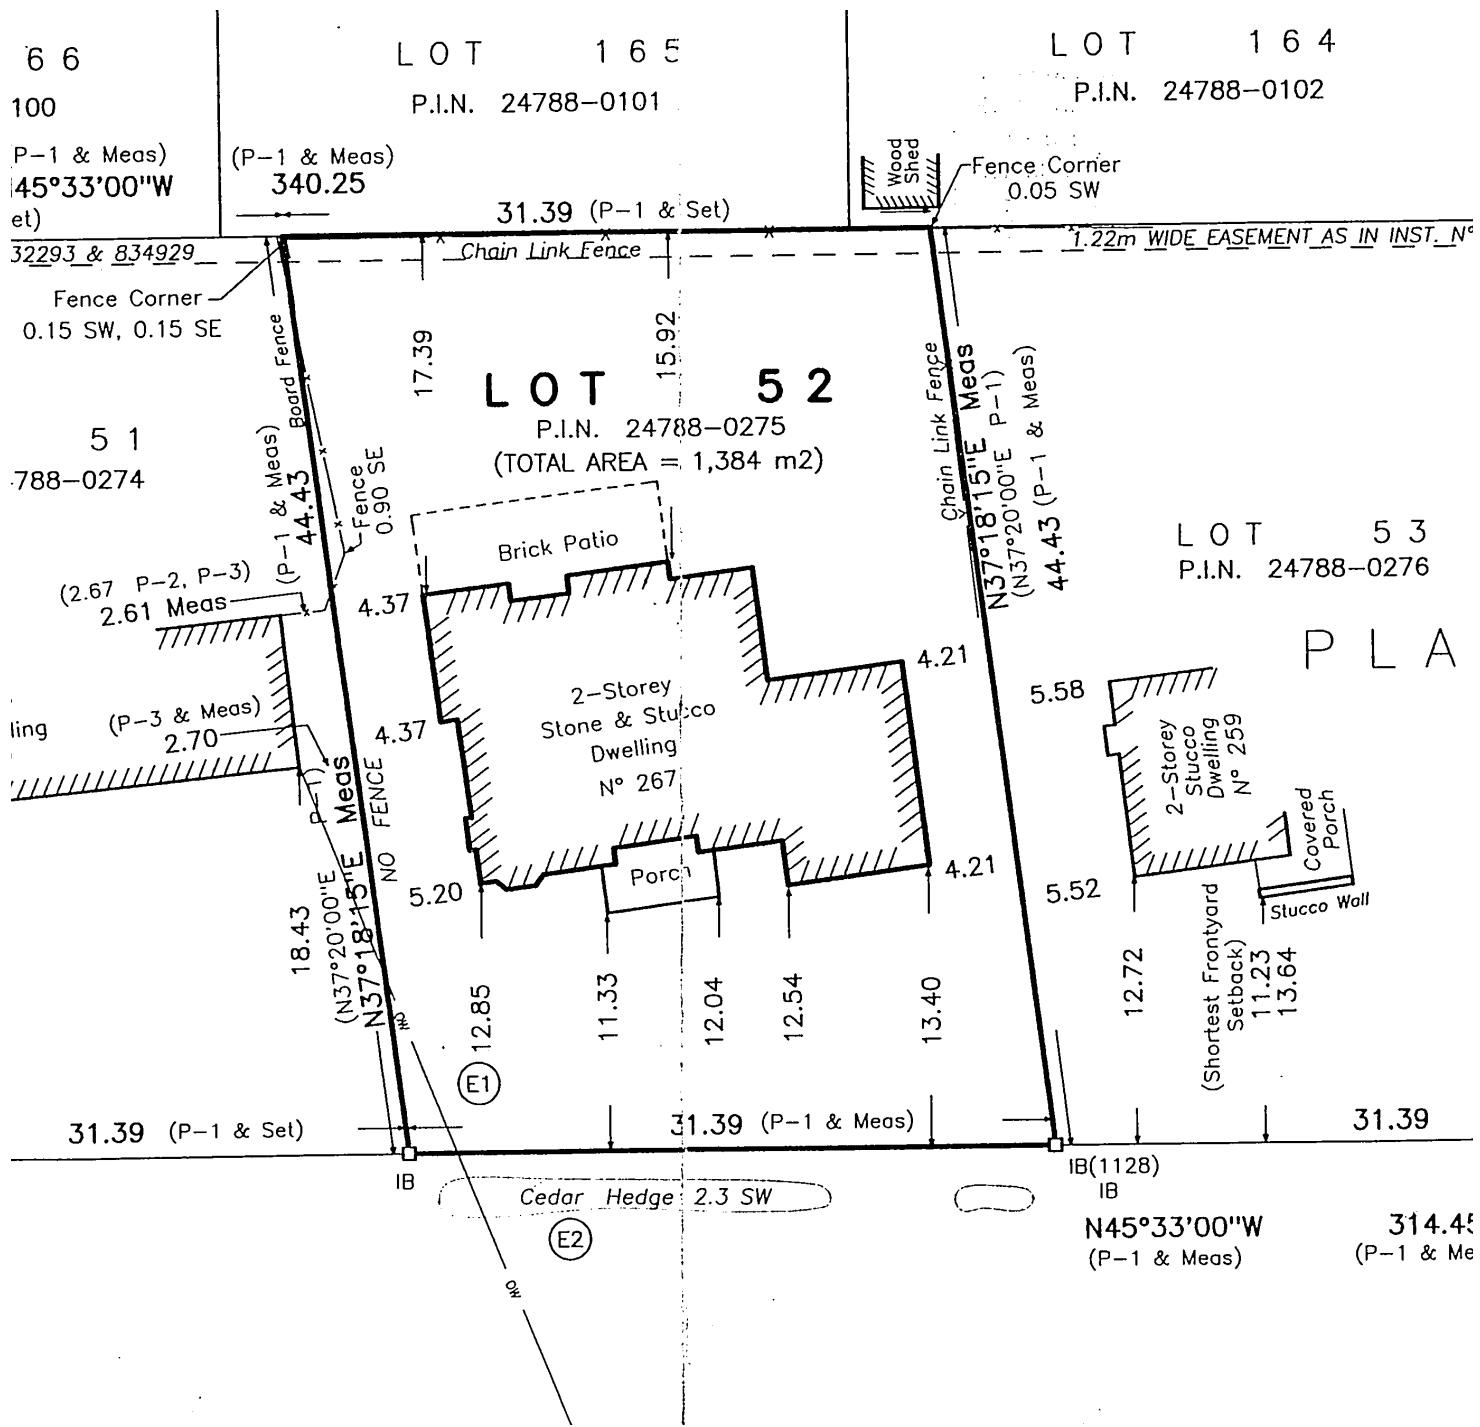 66
LOT 165
LOT 164
100
P.I.N. 24788-0101
P.I.N. 24788-0102
P-1 & Meas)
(P-1 & Meas)
45°33'00"W
340.25
et)
31.39 (P-1 & Set)
Wood
Shed
Fence Corner
0.05 SW
32293 & 834929
Chain Link Fence
1.22m WIDE EASEMENT AS IN INST. N°
Fence Corner
0.15 SW, 0.15 SE
Board Fence
17.39
15.92
LOT 52
P.I.N. 24788-0275
(TOTAL AREA = 1,384 m2)
Chain Link Fence
N37°18'15"E Meas
(N37°20'00"E P-1)
44.43 (P-1 & Meas)
51
788-0274
(P-1 & Meas)
44.43
Fence
0.90 SE
Brick Patio
LOT 53
P.I.N. 24788-0276
(2.67 P-2, P-3)
2.61 Meas
4.37
4.21
PLA
5.58
2-Storey
Stone & Stucco
Dwelling
N° 267
ling
(P-3 & Meas)
2.70
4.37
2-Storey
Stucco
Dwelling
N° 259
Covered
Porch
NO FENCE
18.43
(N37°20'00"E P-1)
N37°18'15"E Meas
5.20
Porch
4.21
5.52
Stucco Wall
OHW
12.85
11.33
12.04
12.54
13.40
12.72
(Shortest Frontyard
Setback)
11.23
13.64
E1
31.39 (P-1 & Set)
31.39 (P-1 & Meas)
31.39
IB
IB(1128)
IB
Cedar Hedge 2.3 SW
E2
N45°33'00"W
314.45
(P-1 & Meas)
(P-1 & Me
OHW